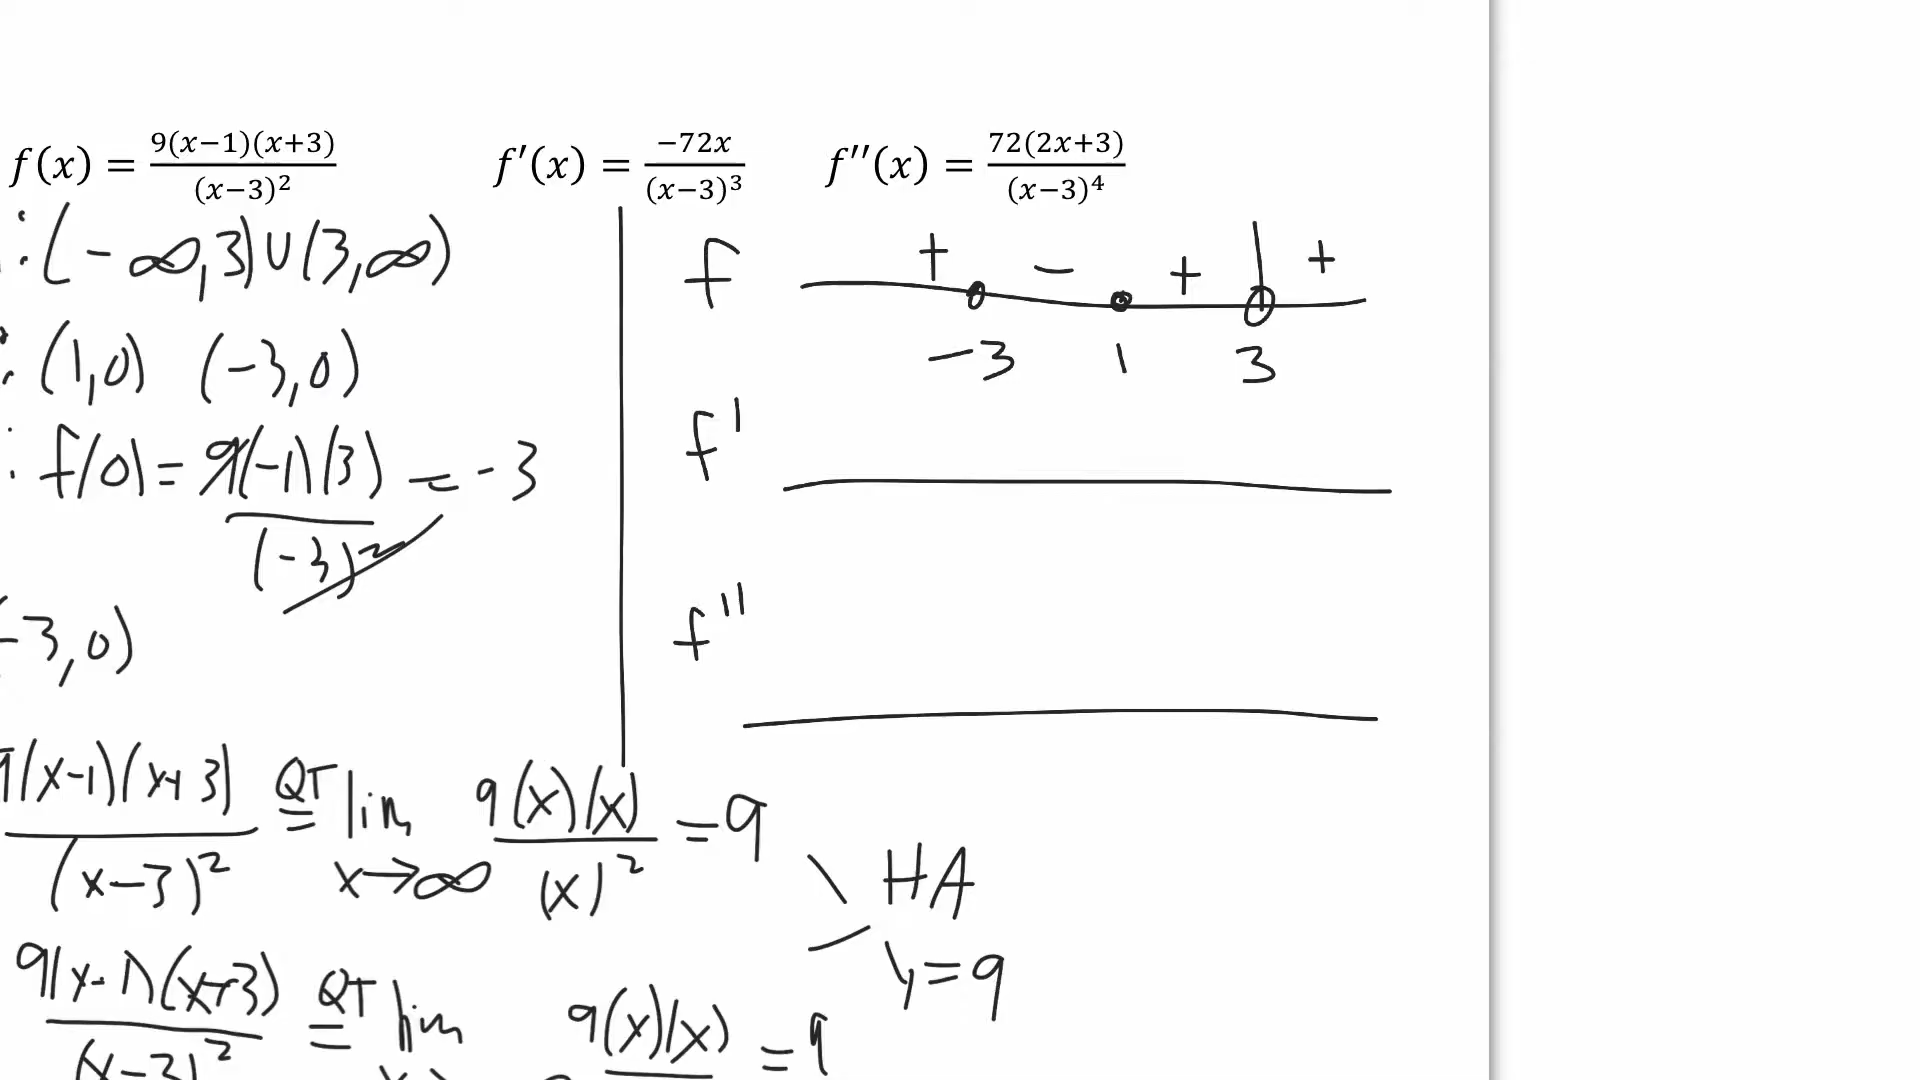 f(x) = 9(x−1)(x+3)/(x−3)² f′(x) = −72x/(x−3)³ f″(x) = 72(2x+3)/(x−3)⁴
: (-∞,3)∪(3,∞)
: (1,0) (-3,0)
: f(0) = 9(-1)(3)/(-3)² = -3
-3,0)
f + − + +
-3 1 3
f'
f''
9(x-1)(x+3)/(x-3)² QT= lim x→∞ 9(x)(x)/(x)² = 9
HA
y=9
9(x-1)(x+3)/(x-3)² QT= lim 9(x)(x) = 9